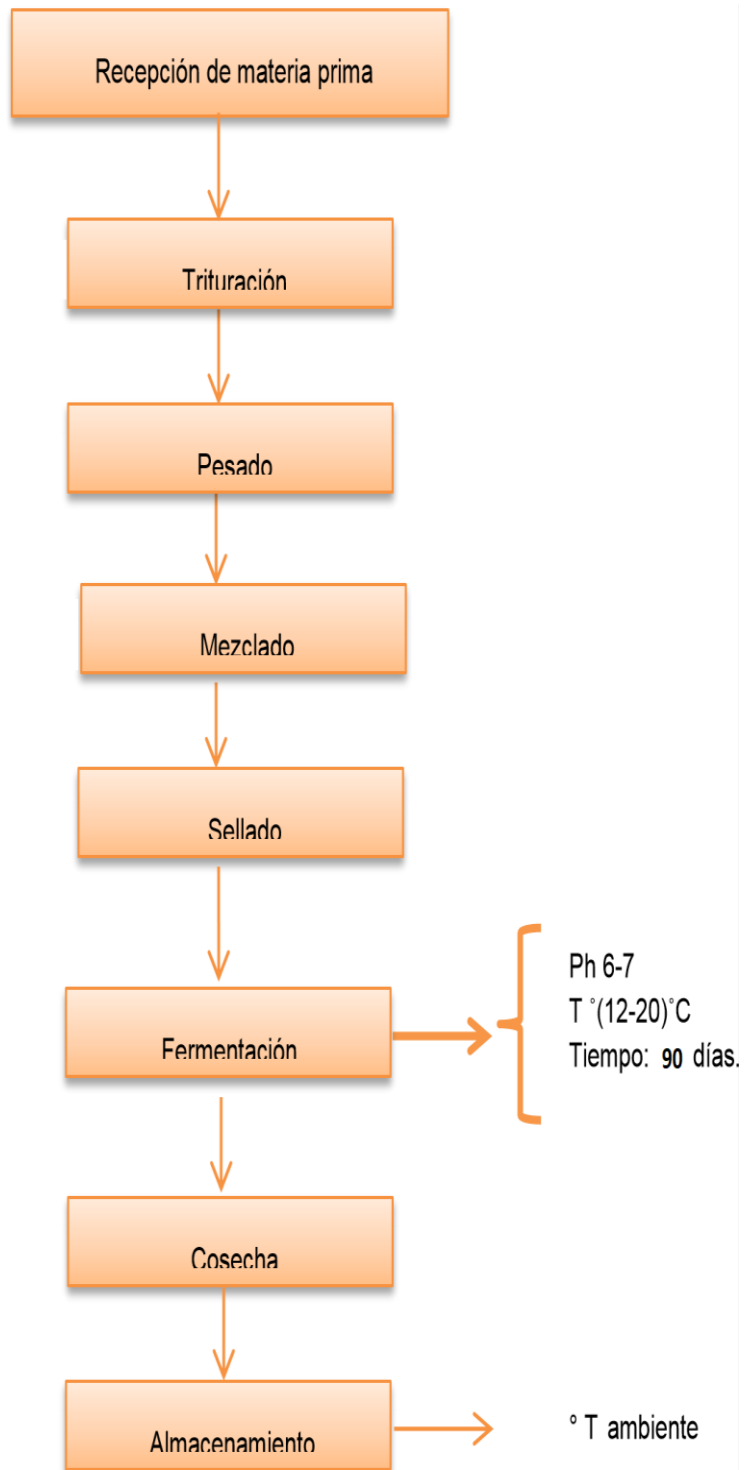 Recepción de materia prima
Trituración
Pesado
Mezclado
Sellado
Fermentación
Ph 6-7
T °(12-20)°C
Tiempo: 90 días.
Cosecha
Almacenamiento
° T ambiente